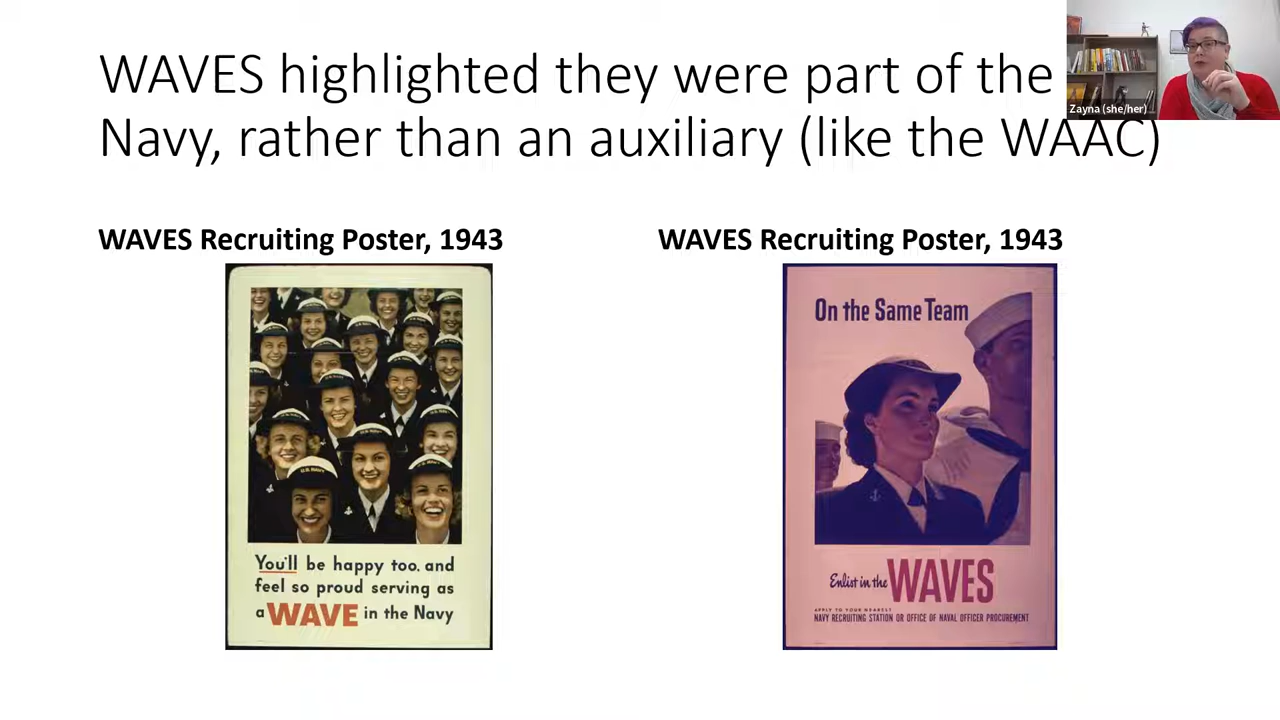 WAVES highlighted they were part of the
Navy, rather than an auxiliary (like the WAAC)
Zayna (she/her)
WAVES Recruiting Poster, 1943
WAVES Recruiting Poster, 1943
You'll be happy too, and
feel so proud serving as
a WAVE in the Navy
On the Same Team
Enlist in the WAVES
APPLY TO YOUR NEAREST
NAVY RECRUITING STATION OR OFFICE OF NAVAL OFFICER PROCUREMENT